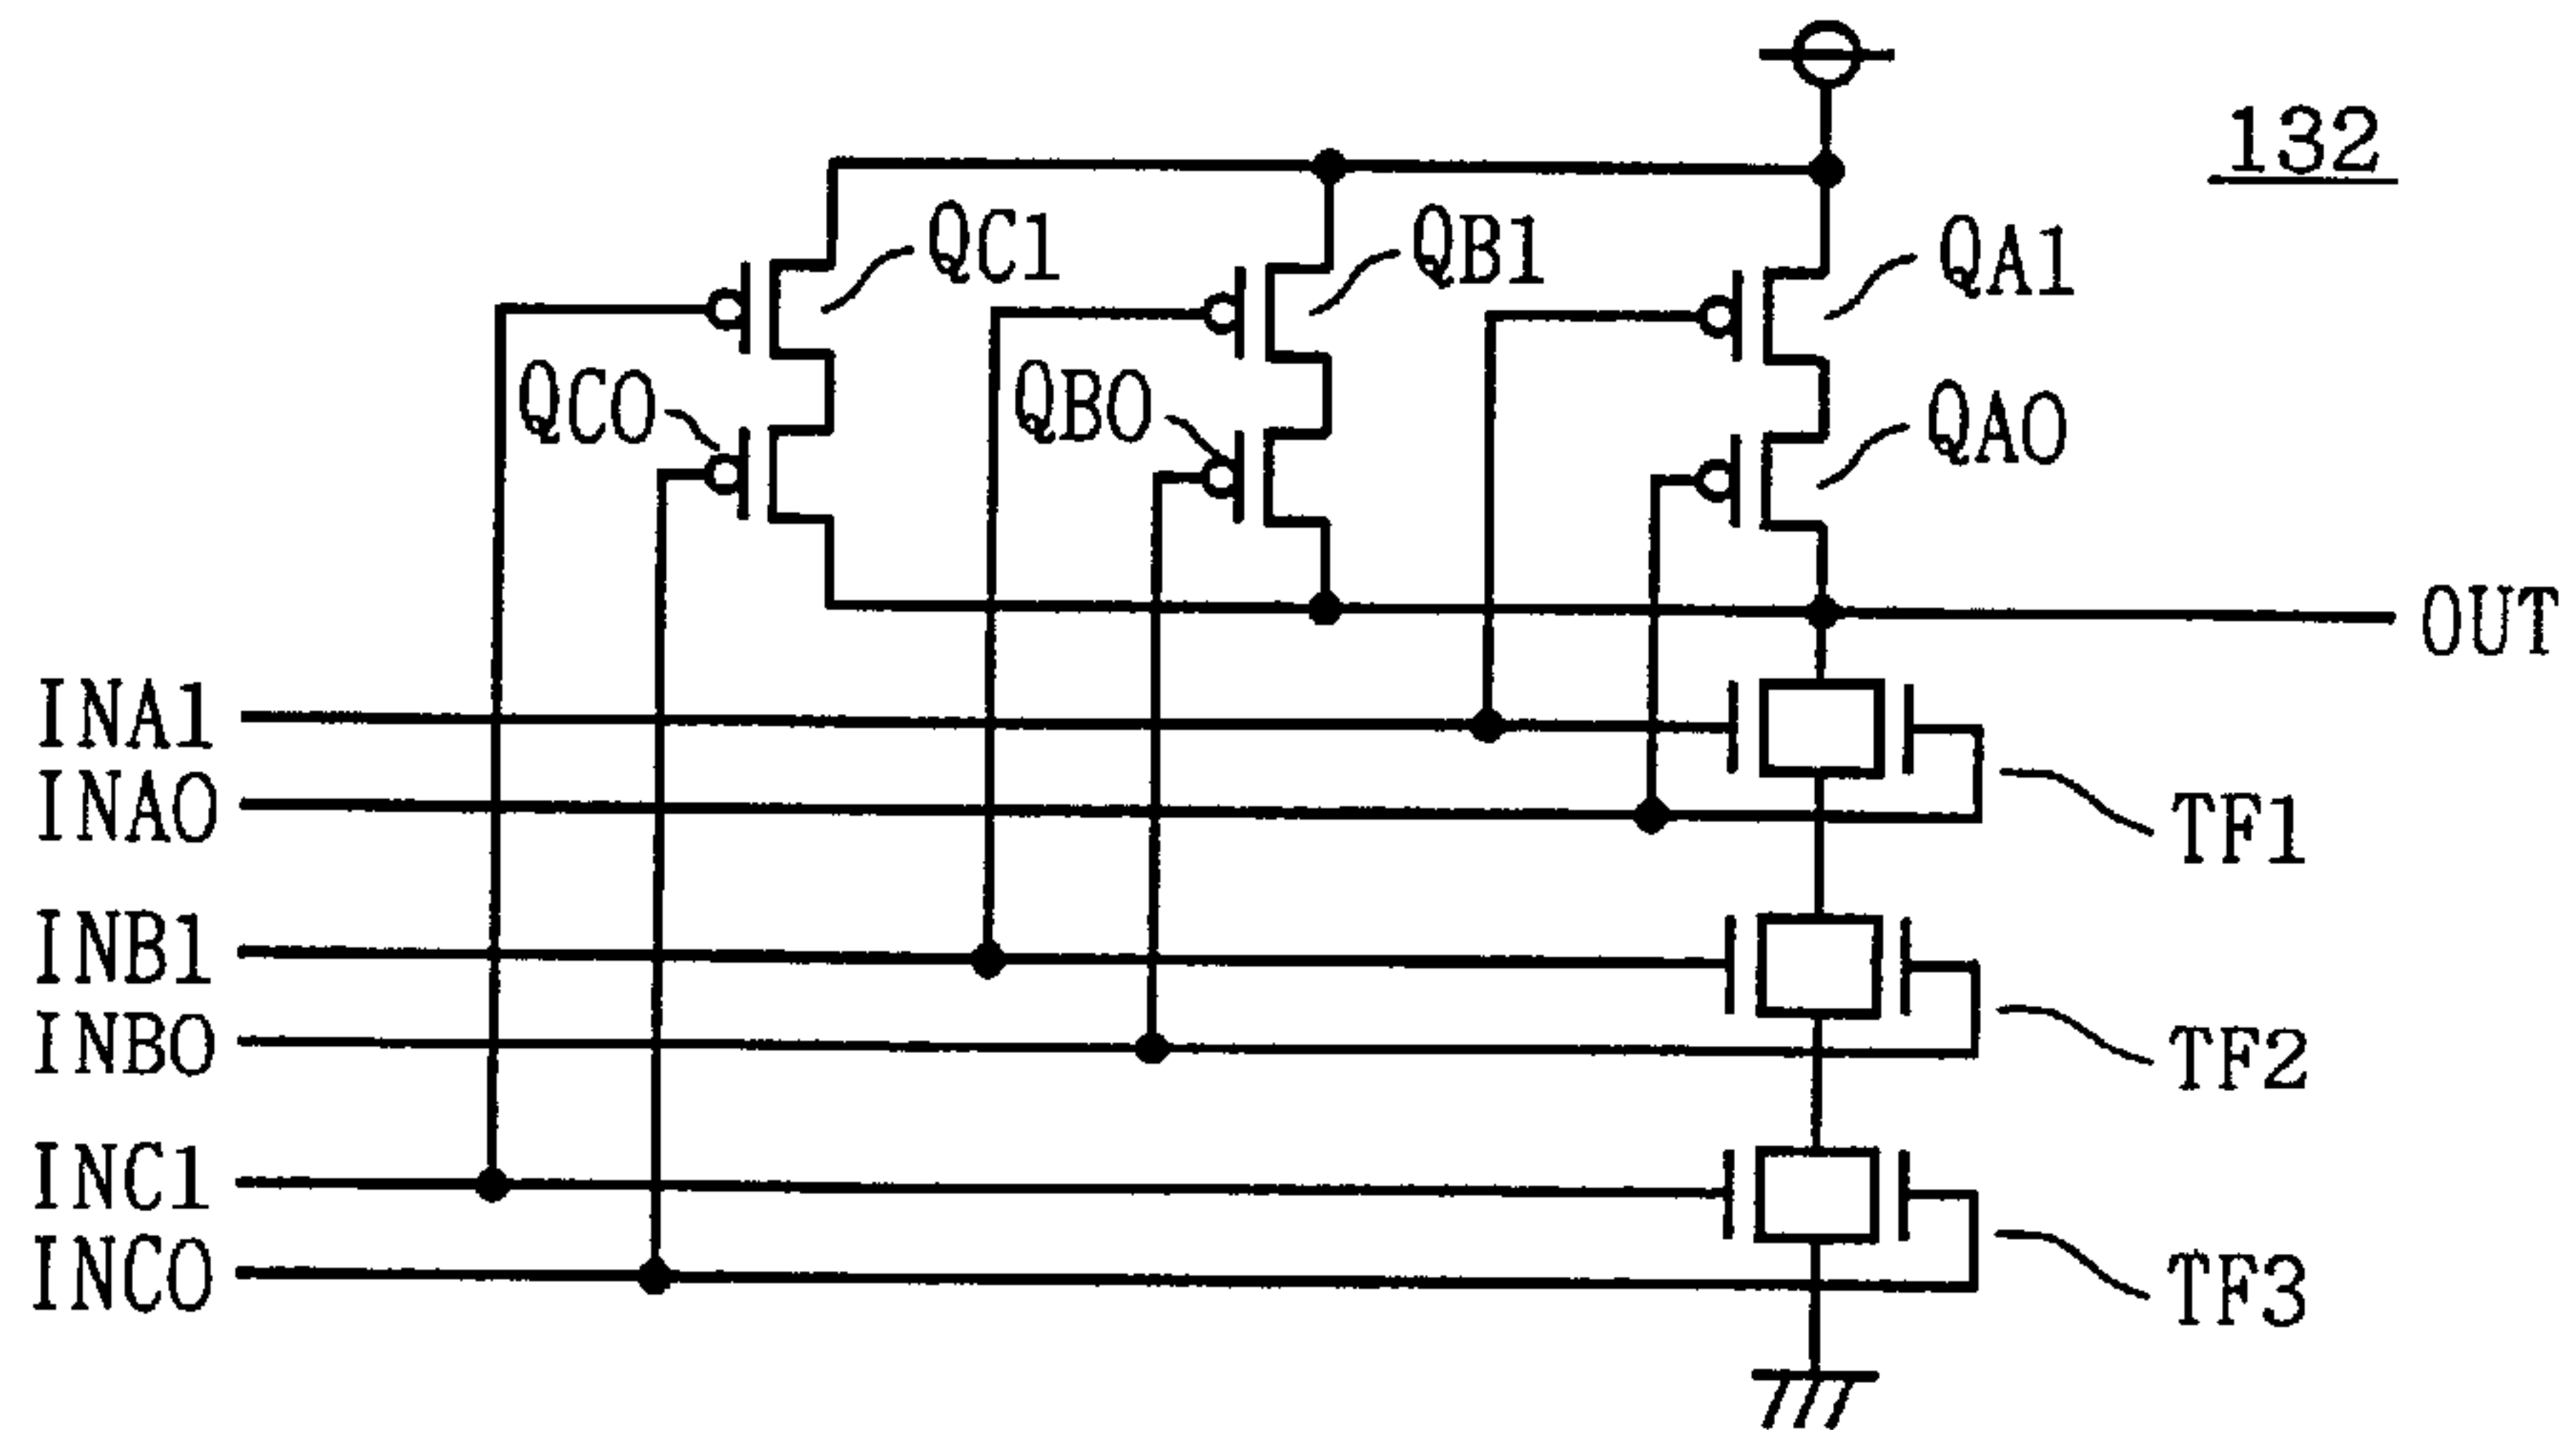 132
QC1
QB1
QA1
QC0
QB0
QA0
OUT
INA1
INA0
TF1
INB1
INB0
TF2
INC1
INC0
TF3